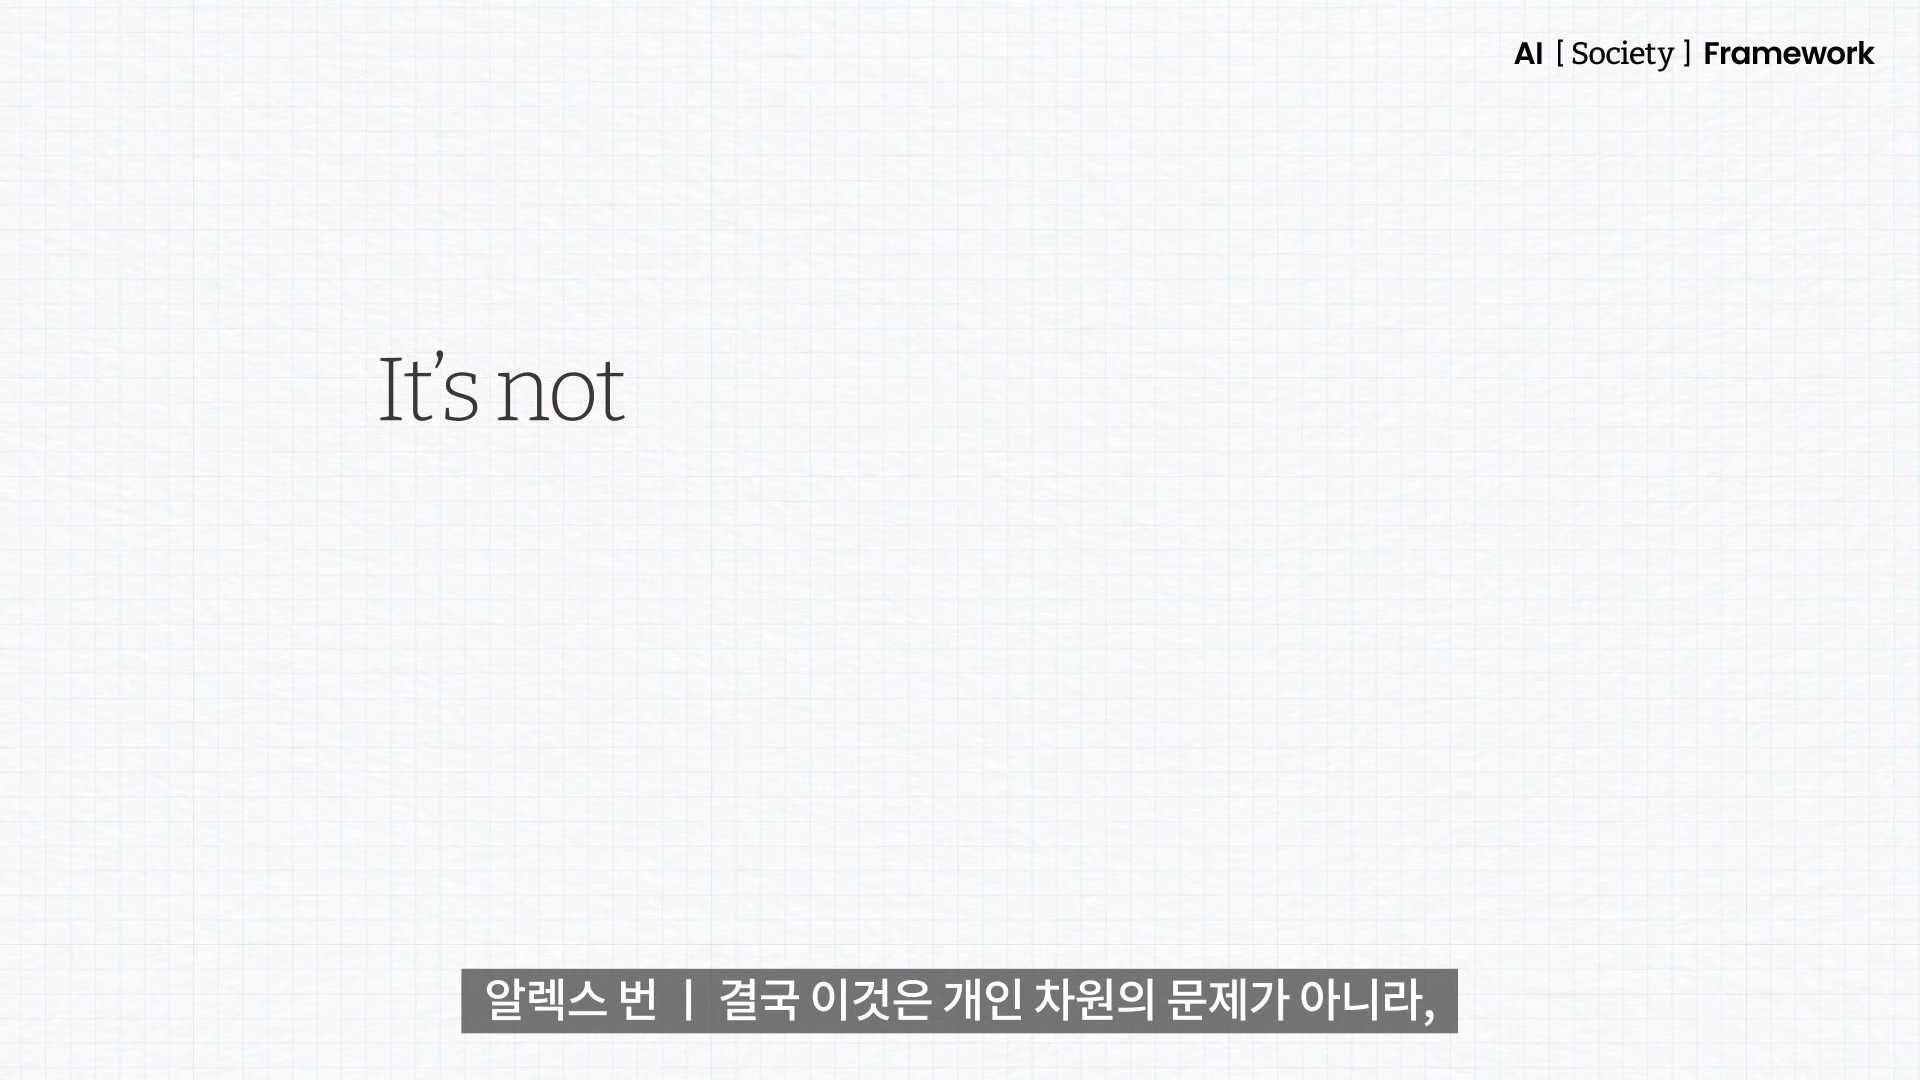 AI [ Society ] Framework
It’s not
알렉스 번 ㅣ 결국 이것은 개인 차원의 문제가 아니라,